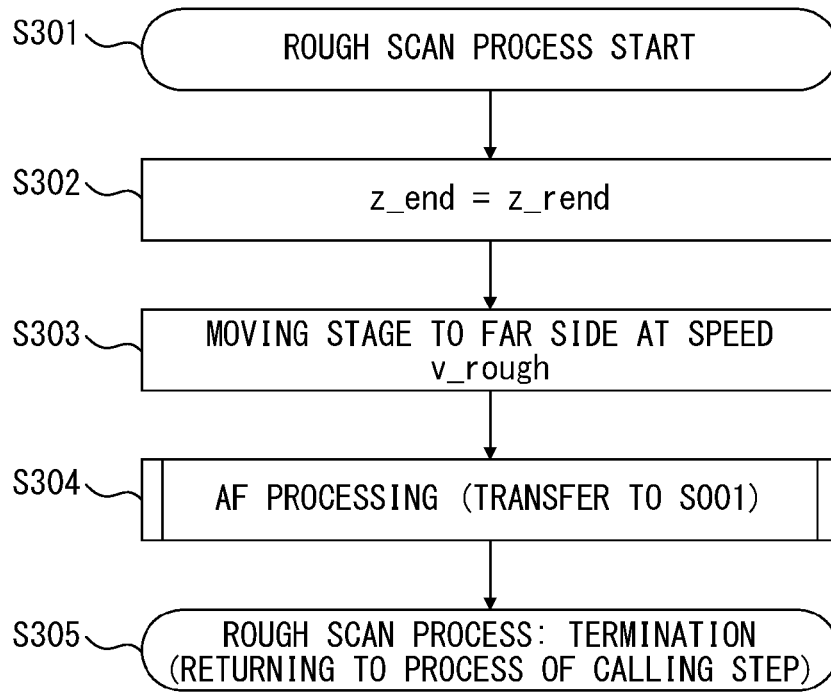 S301
ROUGH SCAN PROCESS START
S302
z_end = z_rend
S303
MOVING STAGE TO FAR SIDE AT SPEED
v_rough
S304
AF PROCESSING (TRANSFER TO S001)
S305
ROUGH SCAN PROCESS: TERMINATION
(RETURNING TO PROCESS OF CALLING STEP)